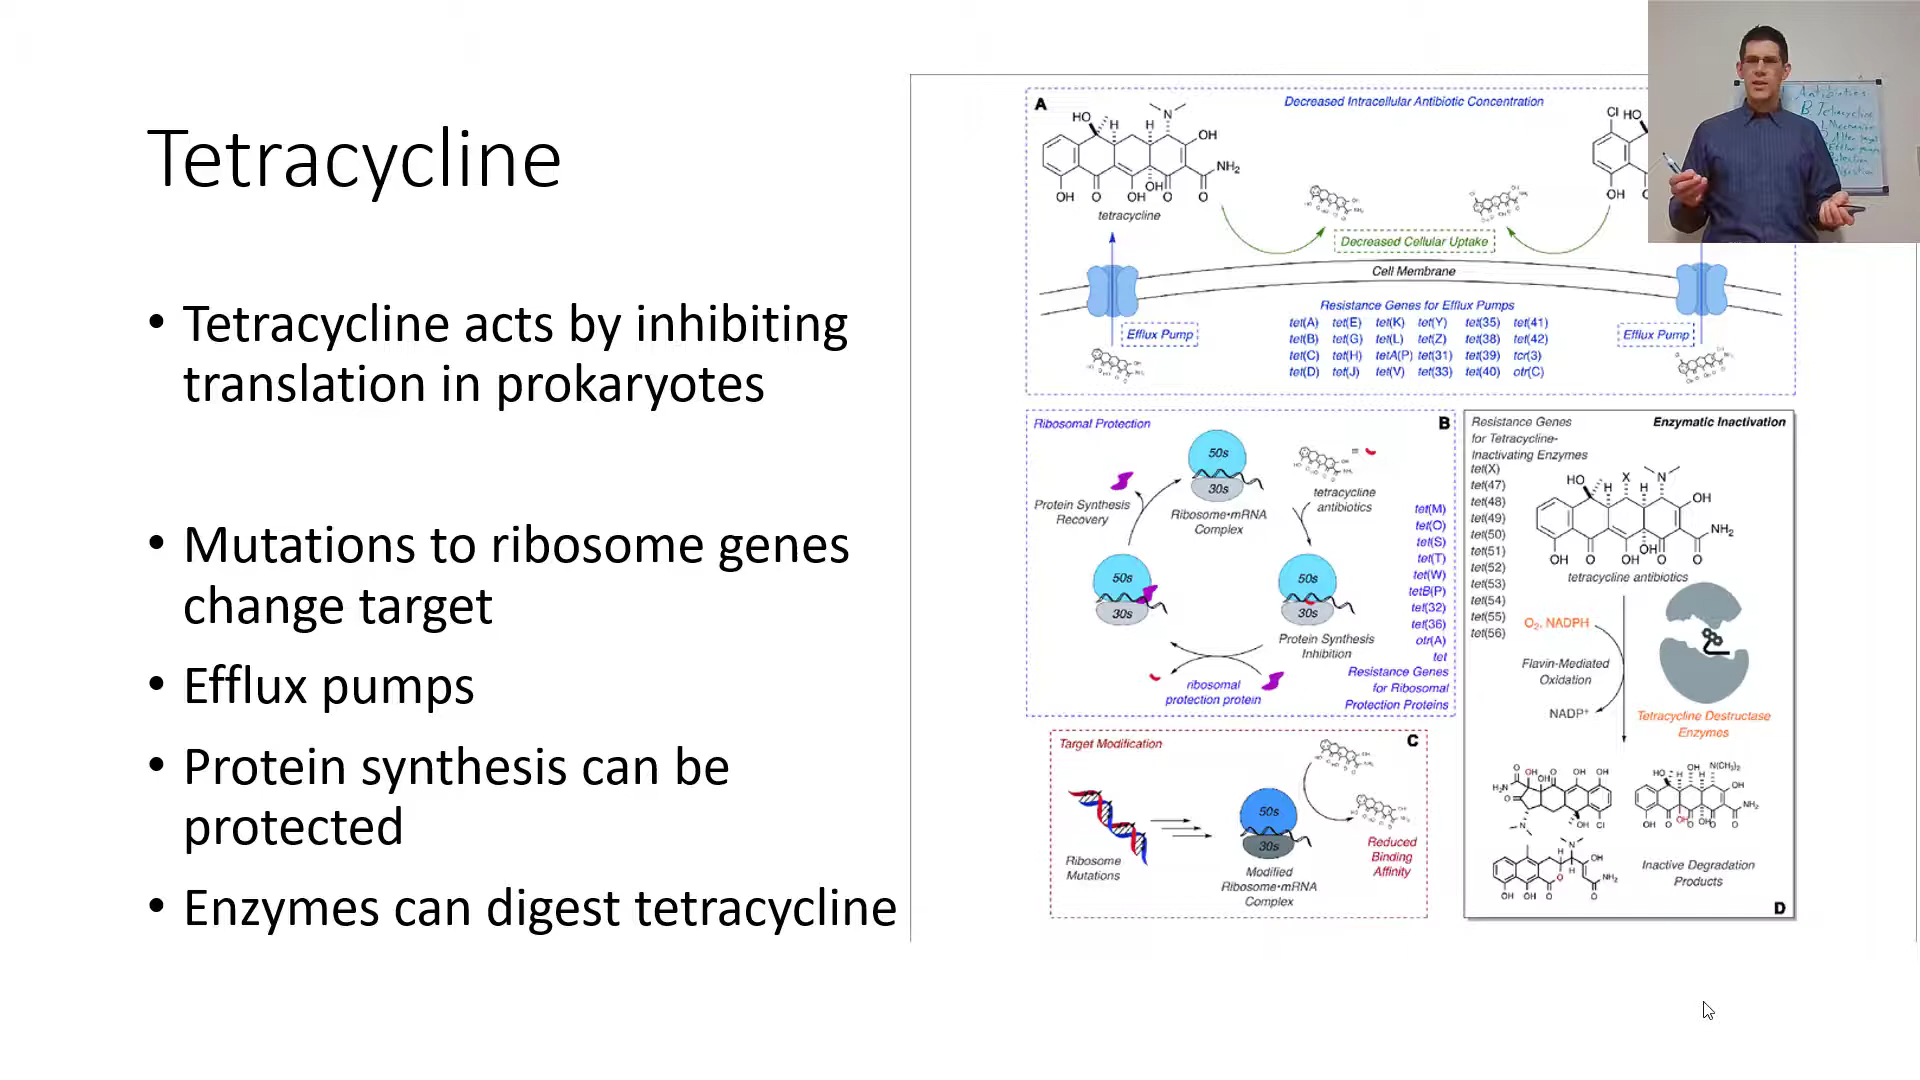 Tetracycline
• Tetracycline acts by inhibiting
translation in prokaryotes
• Mutations to ribosome genes
change target
• Efflux pumps
• Protein synthesis can be
protected
• Enzymes can digest tetracycline
A
Decreased Intracellular Antibiotic Concentration
HO
H
H
N
OH
NH₂
OH
O
OH
OH
O
O
tetracycline
Cl
HO
OH
Decreased Cellular Uptake
Cell Membrane
Efflux Pump
Efflux Pump
Resistance Genes for Efflux Pumps
tet(A) tet(E) tet(K) tet(Y) tet(35) tet(41)
tet(B) tet(G) tet(L) tet(Z) tet(38) tet(42)
tet(C) tet(H) tetA(P) tet(31) tet(39) tcr(3)
tet(D) tet(J) tet(V) tet(33) tet(40) otr(C)
Antibiotics
B. Tetracycline
Ribosomal Protection
B
50s
30s
Ribosome•mRNA
Complex
tetracycline
antibiotics
Protein Synthesis
Recovery
50s
30s
50s
30s
Protein Synthesis
Inhibition
ribosomal
protection protein
tet(M)
tet(O)
tet(S)
tet(T)
tet(W)
tetB(P)
tet(32)
tet(36)
otr(A)
tet
Resistance Genes
for Ribosomal
Protection Proteins
Target Modification
C
Ribosome
Mutations
50s
30s
Modified
Ribosome•mRNA
Complex
Reduced
Binding
Affinity
Resistance Genes
for Tetracycline-
Inactivating Enzymes
tet(X)
tet(47)
tet(48)
tet(49)
tet(50)
tet(51)
tet(52)
tet(53)
tet(54)
tet(55)
tet(56)
Enzymatic Inactivation
HO
H
X
H
N
OH
NH₂
OH
O
OH
OH
O
O
tetracycline antibiotics
O₂, NADPH
Flavin-Mediated
Oxidation
NADP⁺
Tetracycline Destructase
Enzymes
Inactive Degradation
Products
D